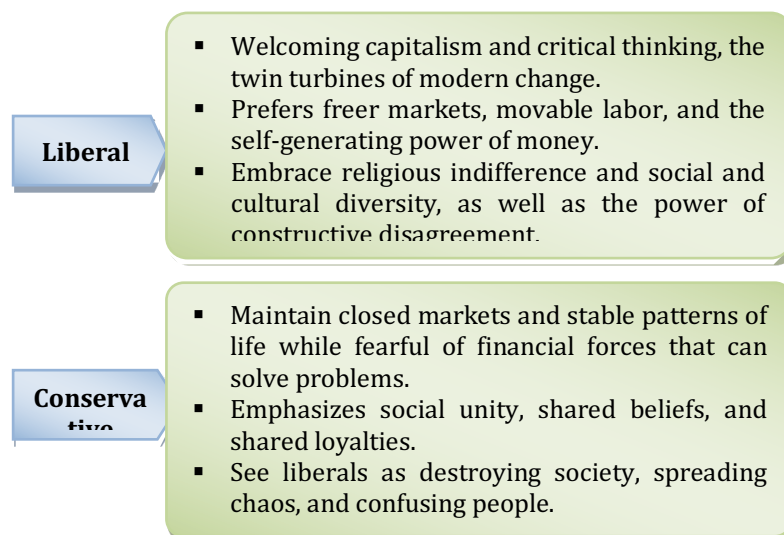 Liberal
▪ Welcoming capitalism and critical thinking, the
twin turbines of modern change.
▪ Prefers freer markets, movable labor, and the
self-generating power of money.
▪ Embrace religious indifference and social and
cultural diversity, as well as the power of
constructive disagreement.
Conserva
tive
▪ Maintain closed markets and stable patterns of
life while fearful of financial forces that can
solve problems.
▪ Emphasizes social unity, shared beliefs, and
shared loyalties.
▪ See liberals as destroying society, spreading
chaos, and confusing people.